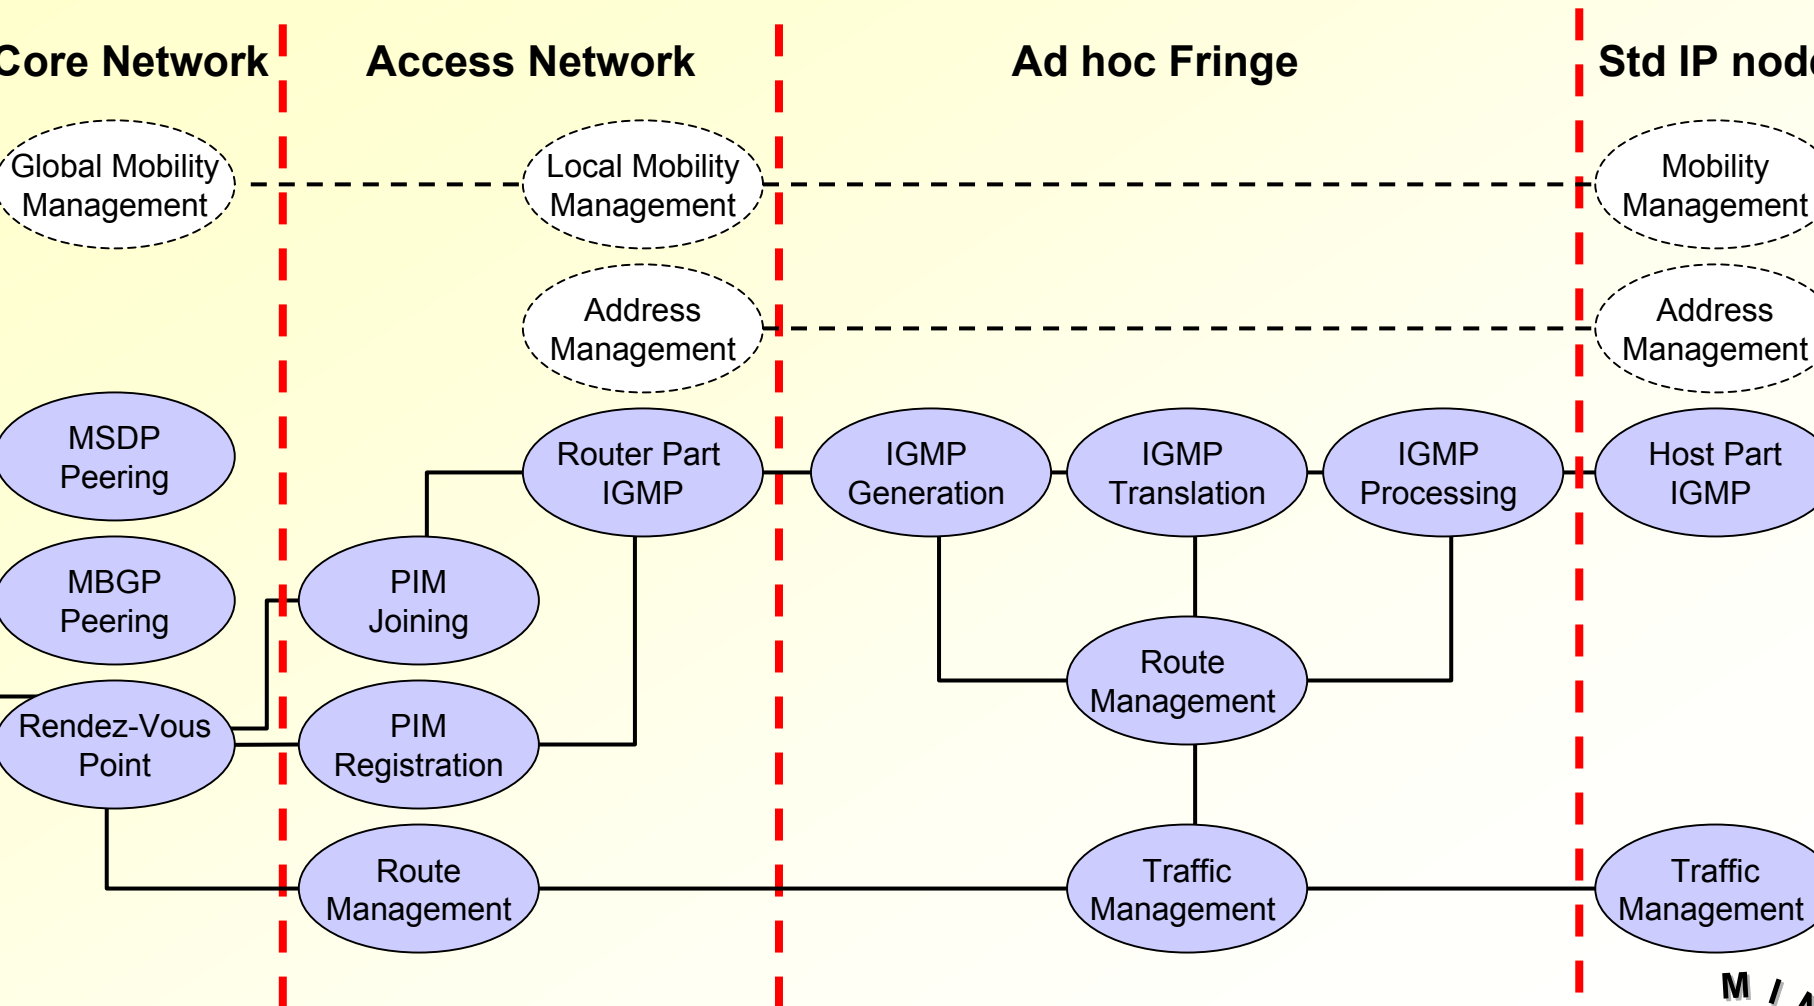 Core Network
Access Network
Ad hoc Fringe
Std IP node
Global Mobility
Management
Local Mobility
Management
Mobility
Management
Address
Management
Address
Management
MSDP
Peering
Router Part
IGMP
IGMP
Generation
IGMP
Translation
IGMP
Processing
Host Part
IGMP
MBGP
Peering
PIM
Joining
Route
Management
Rendez-Vous
Point
PIM
Registration
Route
Management
Traffic
Management
Traffic
Management